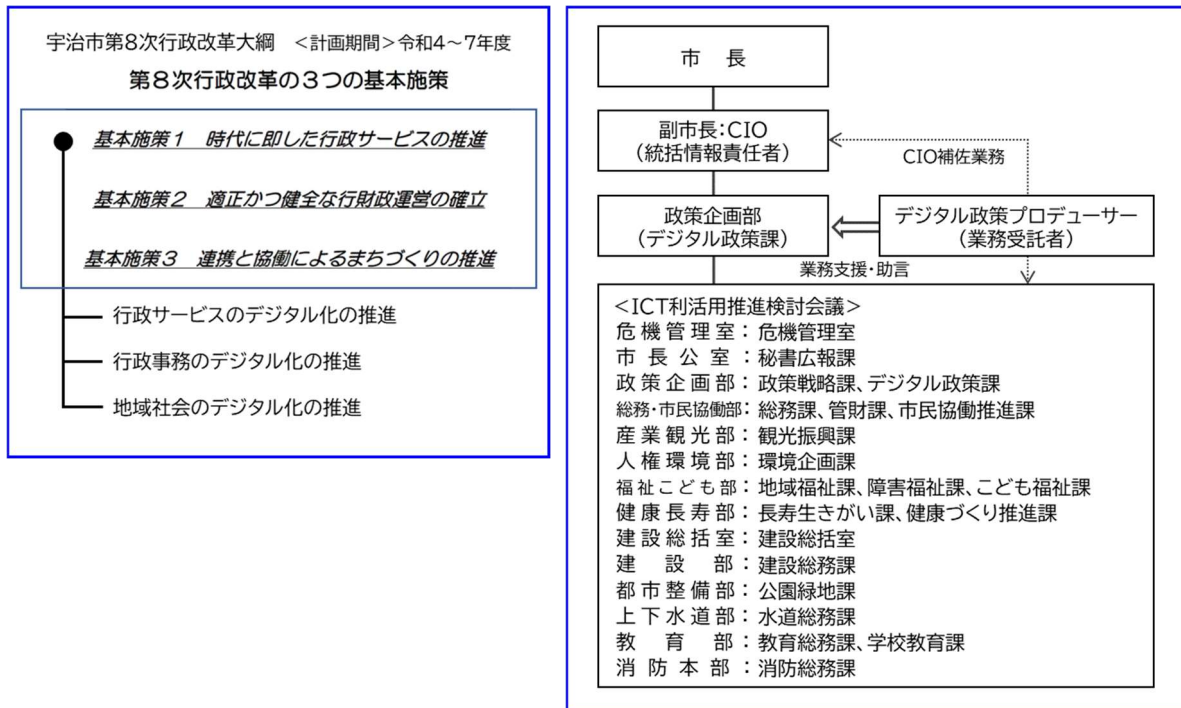 宇治市第8次行政改革大綱　＜計画期間＞令和4～7年度
第8次行政改革の3つの基本施策
基本施策1　時代に即した行政サービスの推進
基本施策2　適正かつ健全な行財政運営の確立
基本施策3　連携と協働によるまちづくりの推進
行政サービスのデジタル化の推進
行政事務のデジタル化の推進
地域社会のデジタル化の推進
市　長
副市長：CIO
（統括情報責任者）
CIO補佐業務
政策企画部
（デジタル政策課）
デジタル政策プロデューサー
（業務受託者）
業務支援・助言
＜ICT利活用推進検討会議＞
危機管理室：危機管理室
市長公室：秘書広報課
政策企画部：政策戦略課、デジタル政策課
総務・市民協働部：総務課、管財課、市民協働推進課
産業観光部：観光振興課
人権環境部：環境企画課
福祉こども部：地域福祉課、障害福祉課、こども福祉課
健康長寿部：長寿生きがい課、健康づくり推進課
建設総括室：建設総括室
建　設　部：建設総務課
都市整備部：公園緑地課
上下水道部：水道総務課
教　育　部：教育総務課、学校教育課
消防本部：消防総務課